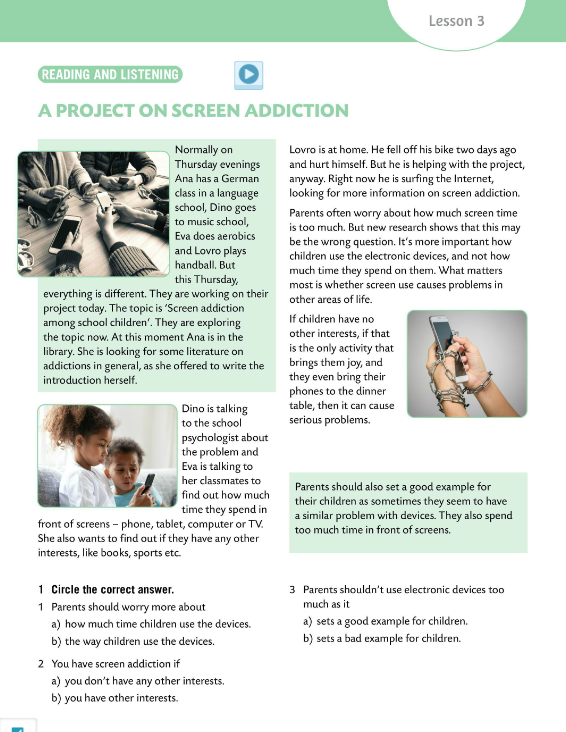 Lesson 3
READING AND LISTENING
A PROJECT ON SCREEN ADDICTION
Normally on
Thursday evenings
Ana has a German
class in a language
school, Dino goes
to music school,
Eva does aerobics
and Lovro plays
handball. But
this Thursday,
everything is different. They are working on their
project today. The topic is ‘Screen addiction
among school children’. They are exploring
the topic now. At this moment Ana is in the
library. She is looking for some literature on
addictions in general, as she offered to write the
introduction herself.
Dino is talking
to the school
psychologist about
the problem and
Eva is talking to
her classmates to
find out how much
time they spend in
front of screens – phone, tablet, computer or TV.
She also wants to find out if they have any other
interests, like books, sports etc.
Lovro is at home. He fell off his bike two days ago
and hurt himself. But he is helping with the project,
anyway. Right now he is surfing the Internet,
looking for more information on screen addiction.
Parents often worry about how much screen time
is too much. But new research shows that this may
be the wrong question. It’s more important how
children use the electronic devices, and not how
much time they spend on them. What matters
most is whether screen use causes problems in
other areas of life.
If children have no
other interests, if that
is the only activity that
brings them joy, and
they even bring their
phones to the dinner
table, then it can cause
serious problems.
Parents should also set a good example for
their children as sometimes they seem to have
a similar problem with devices. They also spend
too much time in front of screens.
1 Circle the correct answer.
1 Parents should worry more about
a) how much time children use the devices.
b) the way children use the devices.
2 You have screen addiction if
a) you don’t have any other interests.
b) you have other interests.
3 Parents shouldn’t use electronic devices too
much as it
a) sets a good example for children.
b) sets a bad example for children.